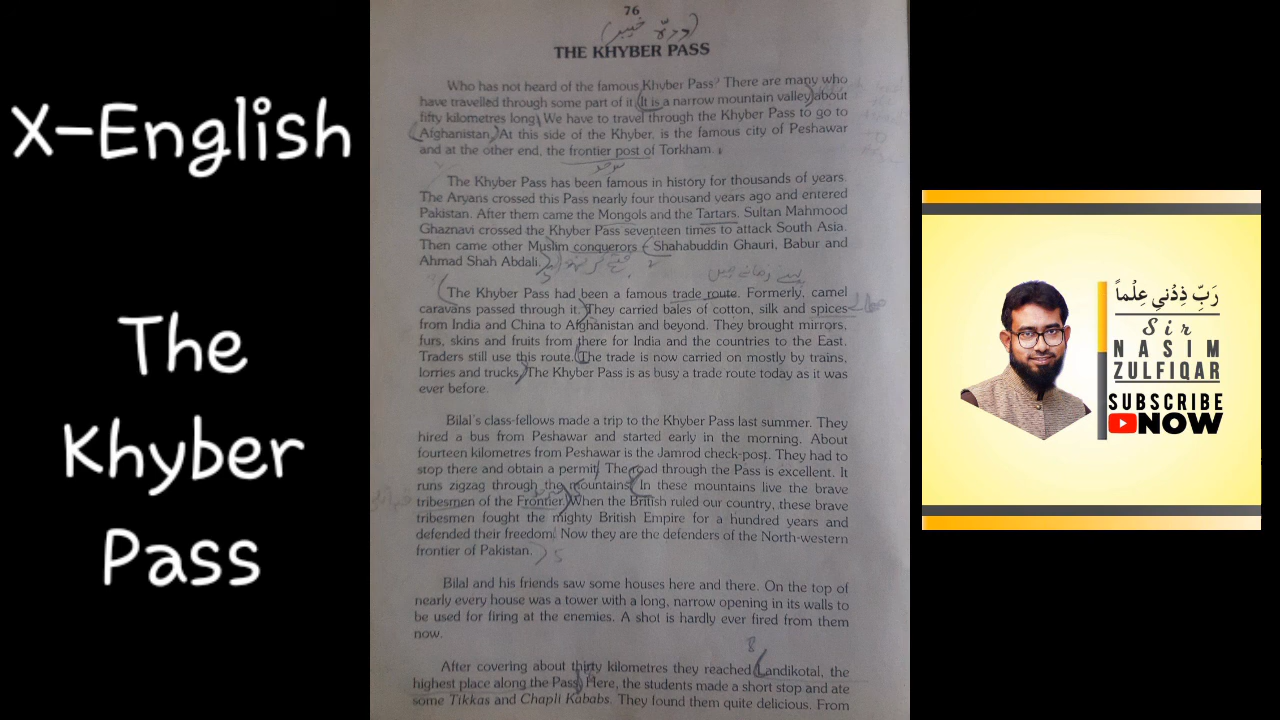 X-English
The
Khyber
Pass
76
(درّہ خیبر)
THE KHYBER PASS
Who has not heard of the famous Khyber Pass? There are many who
have travelled through some part of it. It is a narrow mountain valley about
fifty kilometres long. We have to travel through the Khyber Pass to go to
Afghanistan. At this side of the Khyber, is the famous city of Peshawar
and at the other end, the frontier post of Torkham.
سرحد
The Khyber Pass has been famous in history for thousands of years.
The Aryans crossed this Pass nearly four thousand years ago and entered
Pakistan. After them came the Mongols and the Tartars. Sultan Mahmood
Ghaznavi crossed the Khyber Pass seventeen times to attack South Asia.
Then came other Muslim conquerors - Shahabuddin Ghauri, Babur and
Ahmad Shah Abdali.
The Khyber Pass had been a famous trade route. Formerly, camel
caravans passed through it. They carried bales of cotton, silk and spices
from India and China to Afghanistan and beyond. They brought mirrors,
furs, skins and fruits from there for India and the countries to the East.
Traders still use this route. The trade is now carried on mostly by trains,
lorries and trucks. The Khyber Pass is as busy a trade route today as it was
ever before.
Bilal's class-fellows made a trip to the Khyber Pass last summer. They
hired a bus from Peshawar and started early in the morning. About
fourteen kilometres from Peshawar is the Jamrod check-post. They had to
stop there and obtain a permit. The road through the Pass is excellent. It
runs zigzag through the mountains. In these mountains live the brave
tribesmen of the Frontier. When the British ruled our country, these brave
tribesmen fought the mighty British Empire for a hundred years and
defended their freedom. Now they are the defenders of the North-western
frontier of Pakistan. 5
Bilal and his friends saw some houses here and there. On the top of
nearly every house was a tower with a long, narrow opening in its walls to
be used for firing at the enemies. A shot is hardly ever fired from them
now.
8
After covering about thirty kilometres they reached Landikotal, the
highest place along the Pass. Here, the students made a short stop and ate
some Tikkas and Chapli Kababs. They found them quite delicious. From
رَبِّ زِدْنِي عِلْماً
Sir
NASIM
ZULFIQAR
SUBSCRIBE
NOW